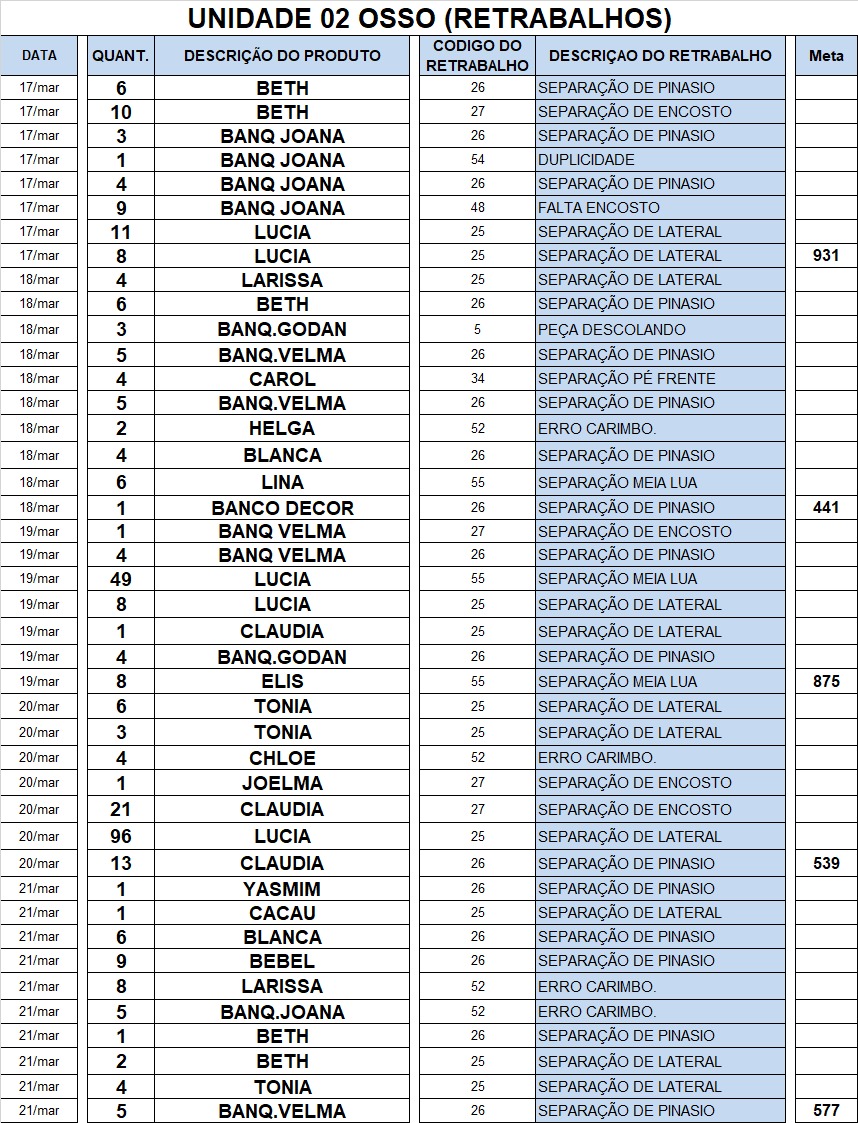 UNIDADE 02 OSSO (RETRABALHOS)
DATA QUANT. DESCRIÇÃO DO PRODUTO CODIGO DO RETRABALHO DESCRIÇAO DO RETRABALHO Meta
17/mar 6 BETH 26 SEPARAÇÃO DE PINASIO
17/mar 10 BETH 27 SEPARAÇÃO DE ENCOSTO
17/mar 3 BANQ JOANA 26 SEPARAÇÃO DE PINASIO
17/mar 1 BANQ JOANA 54 DUPLICIDADE
17/mar 4 BANQ JOANA 26 SEPARAÇÃO DE PINASIO
17/mar 9 BANQ JOANA 48 FALTA ENCOSTO
17/mar 11 LUCIA 25 SEPARAÇÃO DE LATERAL
17/mar 8 LUCIA 25 SEPARAÇÃO DE LATERAL 931
18/mar 4 LARISSA 25 SEPARAÇÃO DE LATERAL
18/mar 6 BETH 26 SEPARAÇÃO DE PINASIO
18/mar 3 BANQ.GODAN 5 PEÇA DESCOLANDO
18/mar 5 BANQ.VELMA 26 SEPARAÇÃO DE PINASIO
18/mar 4 CAROL 34 SEPARAÇÃO PÉ FRENTE
18/mar 5 BANQ.VELMA 26 SEPARAÇÃO DE PINASIO
18/mar 2 HELGA 52 ERRO CARIMBO.
18/mar 4 BLANCA 26 SEPARAÇÃO DE PINASIO
18/mar 6 LINA 55 SEPARAÇÃO MEIA LUA
18/mar 1 BANCO DECOR 26 SEPARAÇÃO DE PINASIO 441
19/mar 1 BANQ VELMA 27 SEPARAÇÃO DE ENCOSTO
19/mar 4 BANQ VELMA 26 SEPARAÇÃO DE PINASIO
19/mar 49 LUCIA 55 SEPARAÇÃO MEIA LUA
19/mar 8 LUCIA 25 SEPARAÇÃO DE LATERAL
19/mar 1 CLAUDIA 25 SEPARAÇÃO DE LATERAL
19/mar 4 BANQ.GODAN 26 SEPARAÇÃO DE PINASIO
19/mar 8 ELIS 55 SEPARAÇÃO MEIA LUA 875
20/mar 6 TONIA 25 SEPARAÇÃO DE LATERAL
20/mar 3 TONIA 25 SEPARAÇÃO DE LATERAL
20/mar 4 CHLOE 52 ERRO CARIMBO.
20/mar 1 JOELMA 27 SEPARAÇÃO DE ENCOSTO
20/mar 21 CLAUDIA 27 SEPARAÇÃO DE ENCOSTO
20/mar 96 LUCIA 25 SEPARAÇÃO DE LATERAL
20/mar 13 CLAUDIA 26 SEPARAÇÃO DE PINASIO 539
21/mar 1 YASMIM 26 SEPARAÇÃO DE PINASIO
21/mar 1 CACAU 25 SEPARAÇÃO DE LATERAL
21/mar 6 BLANCA 26 SEPARAÇÃO DE PINASIO
21/mar 9 BEBEL 26 SEPARAÇÃO DE PINASIO
21/mar 8 LARISSA 52 ERRO CARIMBO.
21/mar 5 BANQ.JOANA 52 ERRO CARIMBO.
21/mar 1 BETH 26 SEPARAÇÃO DE PINASIO
21/mar 2 BETH 25 SEPARAÇÃO DE LATERAL
21/mar 4 TONIA 25 SEPARAÇÃO DE LATERAL
21/mar 5 BANQ.VELMA 26 SEPARAÇÃO DE PINASIO 577